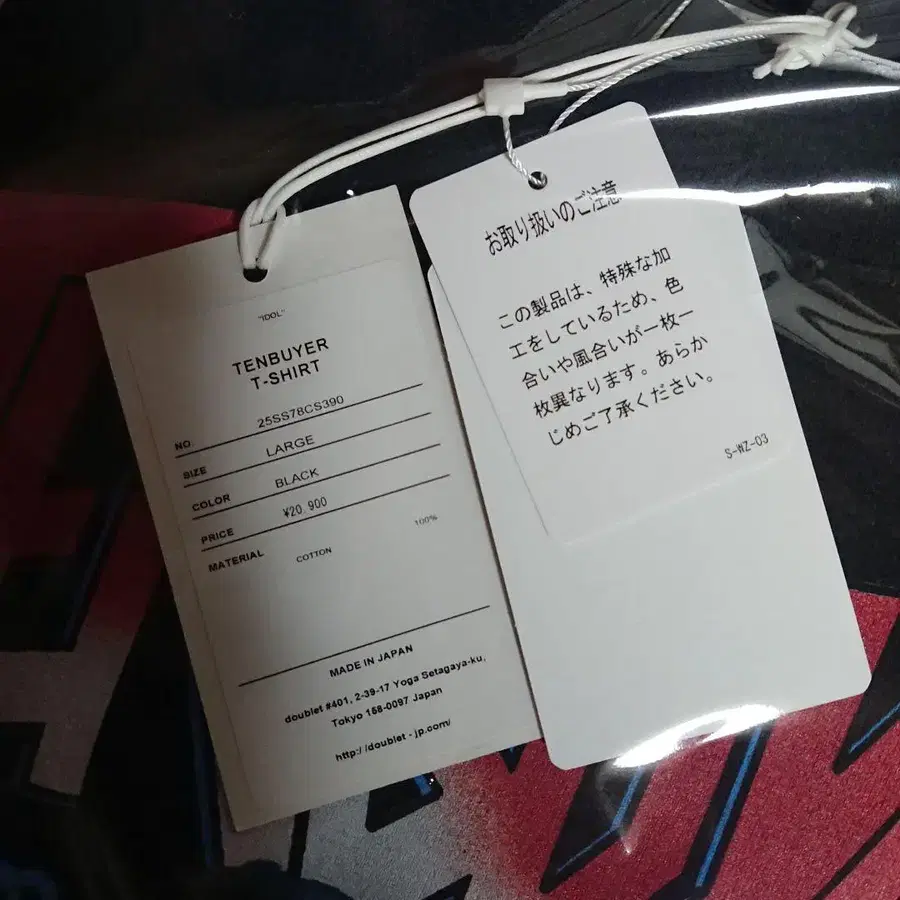 "IDOL"
TENBUYER
T-SHIRT
NO. 25SS78CS390
SIZE LARGE
COLOR BLACK
PRICE ¥20,900
MATERIAL COTTON 100%
MADE IN JAPAN
doublet #401, 2-39-17 Yoga Setagaya-ku,
Tokyo 158-0097 Japan
http://doublet-jp.com/
お取り扱いのご注意
この製品は、特殊な加
工をしているため、色
合いや風合いが一枚一
枚異なります。あらか
じめご了承ください。
S-WZ-03